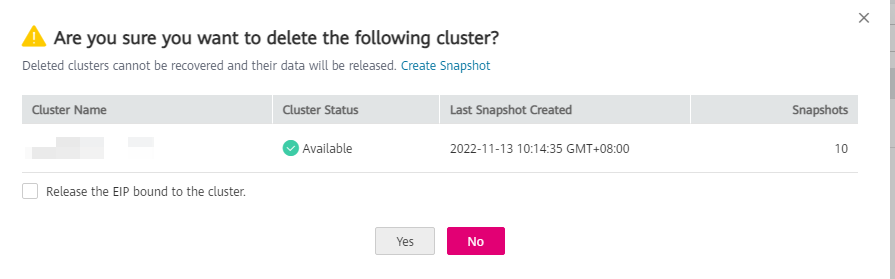 Are you sure you want to delete the following cluster?
Deleted clusters cannot be recovered and their data will be released. Create Snapshot
Cluster Name Cluster Status Last Snapshot Created Snapshots
Available 2022-11-13 10:14:35 GMT+08:00 10
Release the EIP bound to the cluster.
Yes No